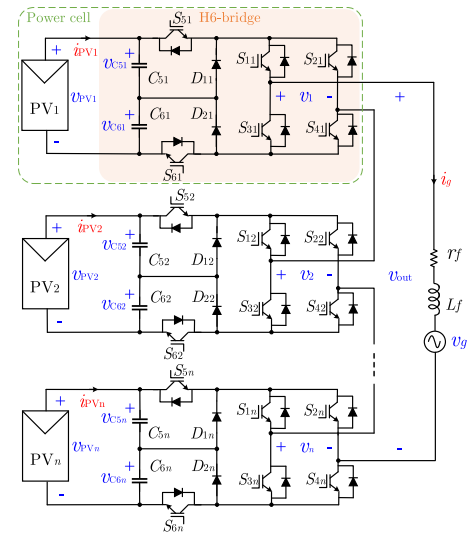 Power cell H6-bridge
S51
+ iPV1 + S11 S21
vC51 C51 D11
PV1 vPV1 + v1 - +
C61 D21
+ vC61 S31 S41
-
S61 ig
S52
+ iPV2 + S12 S22
vC52 C52 D12 rf
PV2 vPV2 + v2 - vout
vC62 + C62 D22 Lf
S32 S42
- vg
S62
S5n
+ iPVn + S1n S2n
vC5n C5n D1n
PVn vPVn + vn - -
C6n D2n
+ vC6n S3n S4n
-
S6n